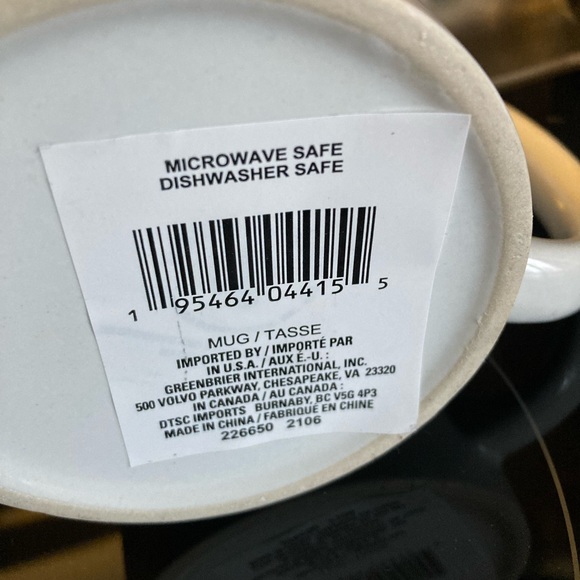 MICROWAVE SAFE
DISHWASHER SAFE
1 95464 04415 5
MUG / TASSE
IMPORTED BY / IMPORTÉ PAR
IN U.S.A. / AUX É.-U. :
GREENBRIER INTERNATIONAL, INC.
500 VOLVO PARKWAY, CHESAPEAKE, VA 23320
IN CANADA / AU CANADA :
DTSC IMPORTS BURNABY, BC V5G 4P3
MADE IN CHINA / FABRIQUÉ EN CHINE
226650 2106